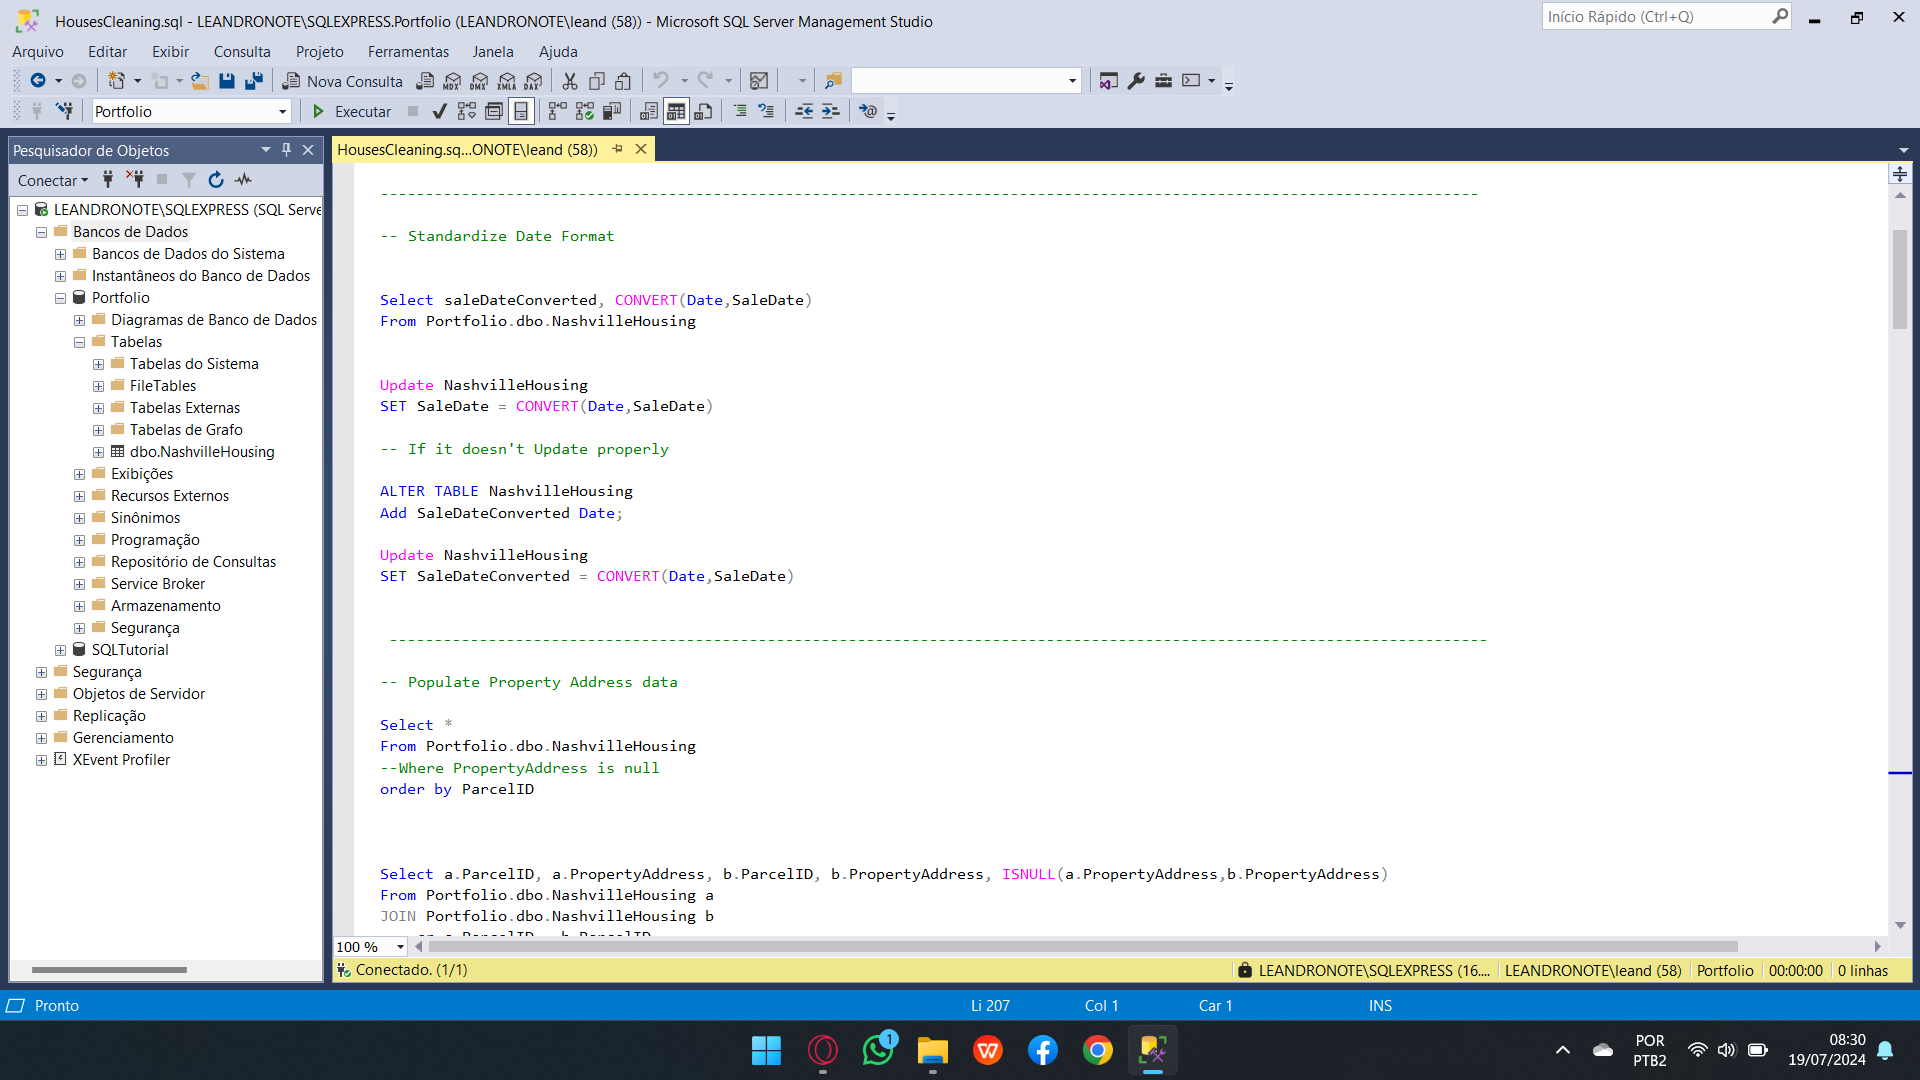 HousesCleaning.sql - LEANDRONOTE\SQLEXPRESS.Portfolio (LEANDRONOTE\leand (58)) - Microsoft SQL Server Management Studio
Início Rápido (Ctrl+Q)
Arquivo Editar Exibir Consulta Projeto Ferramentas Janela Ajuda
Nova Consulta
MDX DMX XMLA DAX
Portfolio
Executar
Pesquisador de Objetos
Conectar
LEANDRONOTE\SQLEXPRESS (SQL Serve
Bancos de Dados
Bancos de Dados do Sistema
Instantâneos do Banco de Dados
Portfolio
Diagramas de Banco de Dados
Tabelas
Tabelas do Sistema
FileTables
Tabelas Externas
Tabelas de Grafo
dbo.NashvilleHousing
Exibições
Recursos Externos
Sinônimos
Programação
Repositório de Consultas
Service Broker
Armazenamento
Segurança
SQLTutorial
Segurança
Objetos de Servidor
Replicação
Gerenciamento
XEvent Profiler
HousesCleaning.sq...ONOTE\leand (58))
--------------------------------------------------------------------------------------------------------------------------
-- Standardize Date Format
Select saleDateConverted, CONVERT(Date,SaleDate)
From Portfolio.dbo.NashvilleHousing
Update NashvilleHousing
SET SaleDate = CONVERT(Date,SaleDate)
-- If it doesn't Update properly
ALTER TABLE NashvilleHousing
Add SaleDateConverted Date;
Update NashvilleHousing
SET SaleDateConverted = CONVERT(Date,SaleDate)
--------------------------------------------------------------------------------------------------------------------------
-- Populate Property Address data
Select *
From Portfolio.dbo.NashvilleHousing
--Where PropertyAddress is null
order by ParcelID
Select a.ParcelID, a.PropertyAddress, b.ParcelID, b.PropertyAddress, ISNULL(a.PropertyAddress,b.PropertyAddress)
From Portfolio.dbo.NashvilleHousing a
JOIN Portfolio.dbo.NashvilleHousing b
100 %
Conectado. (1/1)
LEANDRONOTE\SQLEXPRESS (16.... LEANDRONOTE\leand (58) Portfolio 00:00:00 0 linhas
Pronto
Li 207 Col 1 Car 1 INS
1
POR
PTB2
08:30
19/07/2024